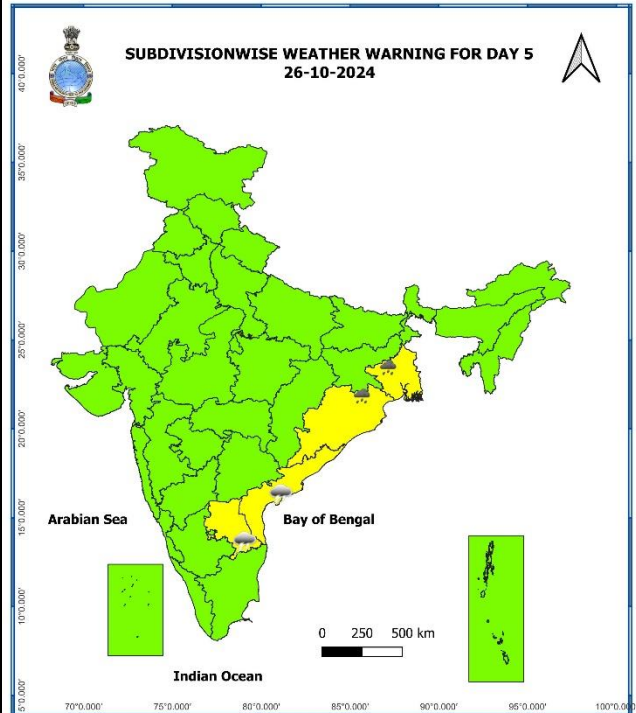 SUBDIVISIONWISE WEATHER WARNING FOR DAY 5
26-10-2024
40°0.000'
35°0.000'
30°0.000'
25°0.000'
20°0.000'
15°0.000'
10°0.000'
5°0.000'
Arabian Sea
Bay of Bengal
0 250 500 km
Indian Ocean
70°0.000' 75°0.000' 80°0.000' 85°0.000' 90°0.000' 95°0.000' 100°0.000'